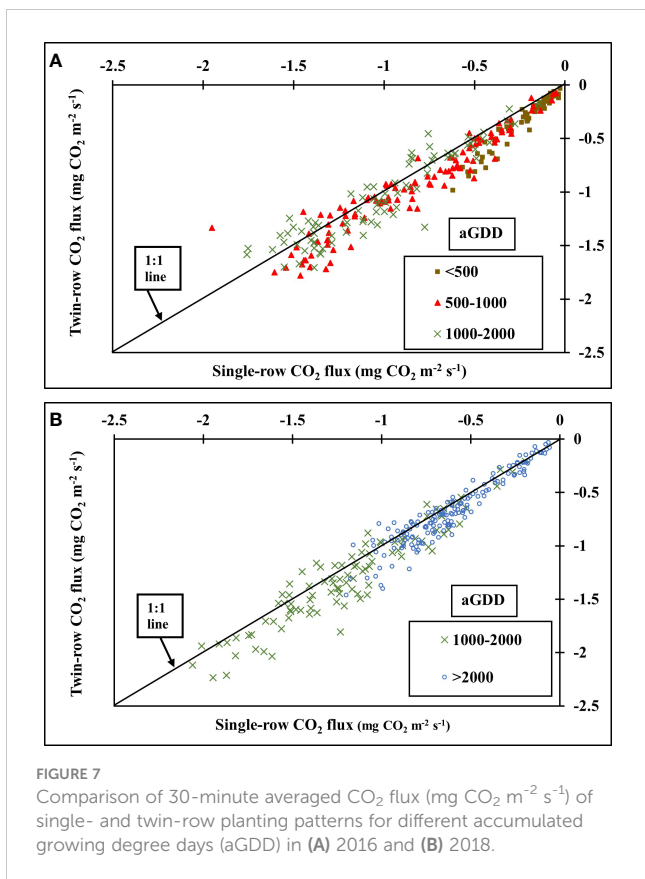 A
-2.5 -2 -1.5 -1 -0.5 0
0
-0.5
-1
-1.5
-2
-2.5
Twin-row CO₂ flux (mg CO₂ m⁻² s⁻¹)
1:1
line
aGDD
<500
500-1000
1000-2000
Single-row CO₂ flux (mg CO₂ m⁻² s⁻¹)
B
-2.5 -2 -1.5 -1 -0.5 0
0
-0.5
-1
-1.5
-2
-2.5
Twin-row CO₂ flux (mg CO₂ m⁻² s⁻¹)
1:1
line
aGDD
1000-2000
>2000
Single-row CO₂ flux (mg CO₂ m⁻² s⁻¹)
FIGURE 7
Comparison of 30-minute averaged CO₂ flux (mg CO₂ m⁻² s⁻¹) of
single- and twin-row planting patterns for different accumulated
growing degree days (aGDD) in (A) 2016 and (B) 2018.